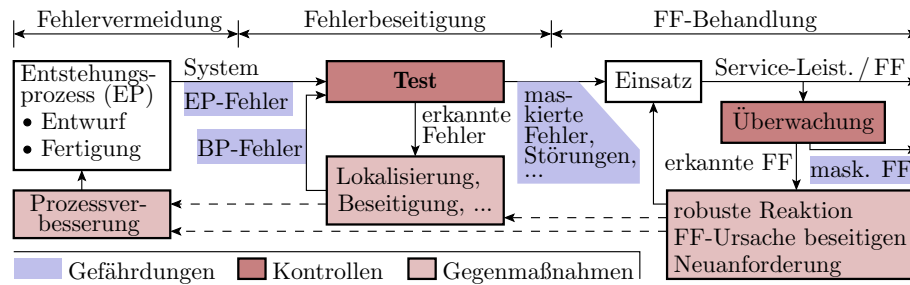 Fehlervermeidung
Fehlerbeseitigung
FF-Behandlung
Entstehungs-
prozess (EP)
• Entwurf
• Fertigung
System
EP-Fehler
BP-Fehler
Test
erkannte
Fehler
mas-
kierte
Fehler,
Störungen,
...
Einsatz
Service-Leist. / FF
Überwachung
erkannte FF
mask. FF
Lokalisierung,
Beseitigung, ...
Prozessver-
besserung
robuste Reaktion
FF-Ursache beseitigen
Neuanforderung
Gefährdungen
Kontrollen
Gegenmaßnahmen